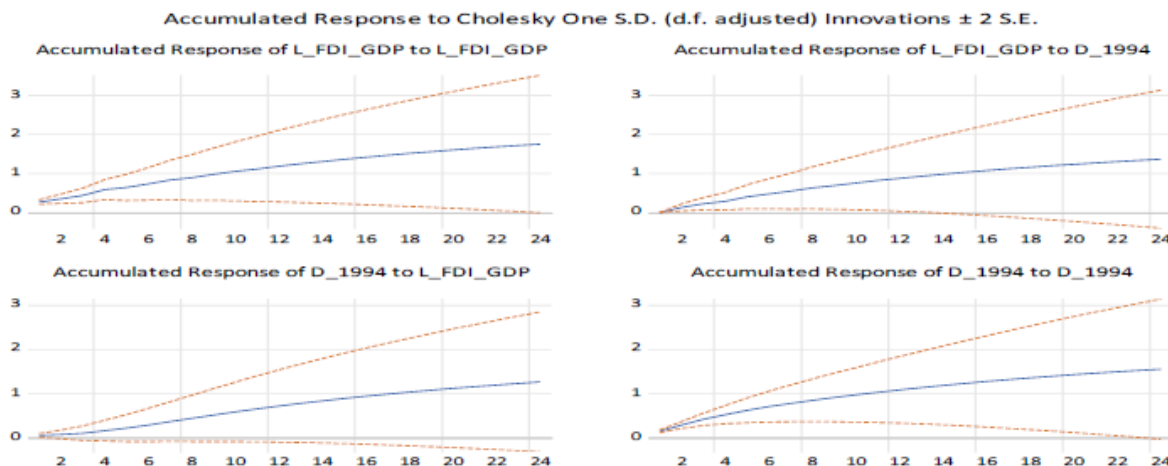 Accumulated Response to Cholesky One S.D. (d.f. adjusted) Innovations ± 2 S.E.
Accumulated Response of L_FDI_GDP to L_FDI_GDP
3
2
1
0
2 4 6 8 10 12 14 16 18 20 22 24
Accumulated Response of L_FDI_GDP to D_1994
3
2
1
0
2 4 6 8 10 12 14 16 18 20 22 24
Accumulated Response of D_1994 to L_FDI_GDP
3
2
1
0
2 4 6 8 10 12 14 16 18 20 22 24
Accumulated Response of D_1994 to D_1994
3
2
1
0
2 4 6 8 10 12 14 16 18 20 22 24